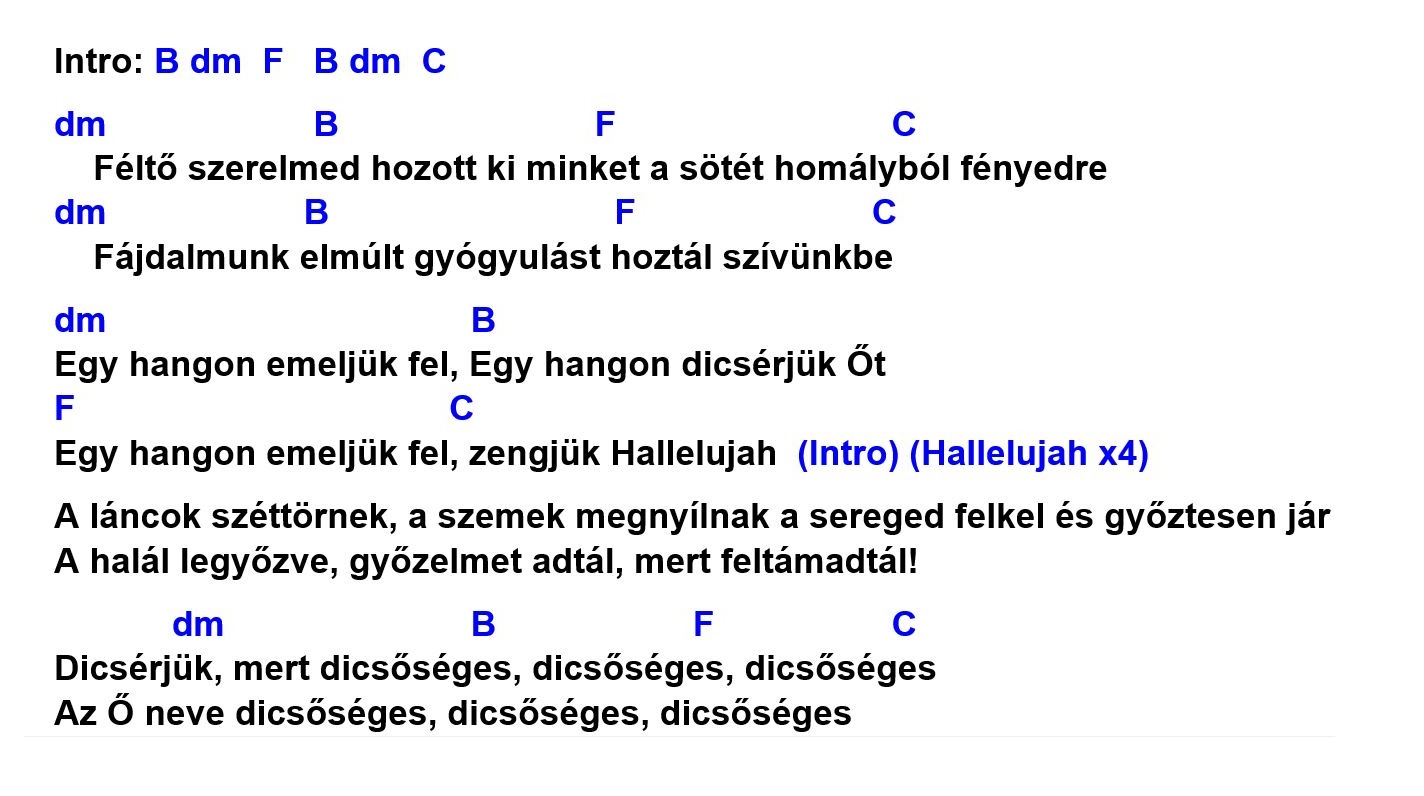 Intro: B dm F B dm C
dm B F C
Féltő szerelmed hozott ki minket a sötét homályból fényedre
dm B F C
Fájdalmunk elmúlt gyógyulást hoztál szívünkbe
dm B
Egy hangon emeljük fel, Egy hangon dicsérjük Őt
F C
Egy hangon emeljük fel, zengjük Hallelujah (Intro) (Hallelujah x4)
A láncok széttörnek, a szemek megnyílnak a sereged felkel és győztesen jár
A halál legyőzve, győzelmet adtál, mert feltámadtál!
dm B F C
Dicsérjük, mert dicsőséges, dicsőséges, dicsőséges
Az Ő neve dicsőséges, dicsőséges, dicsőséges